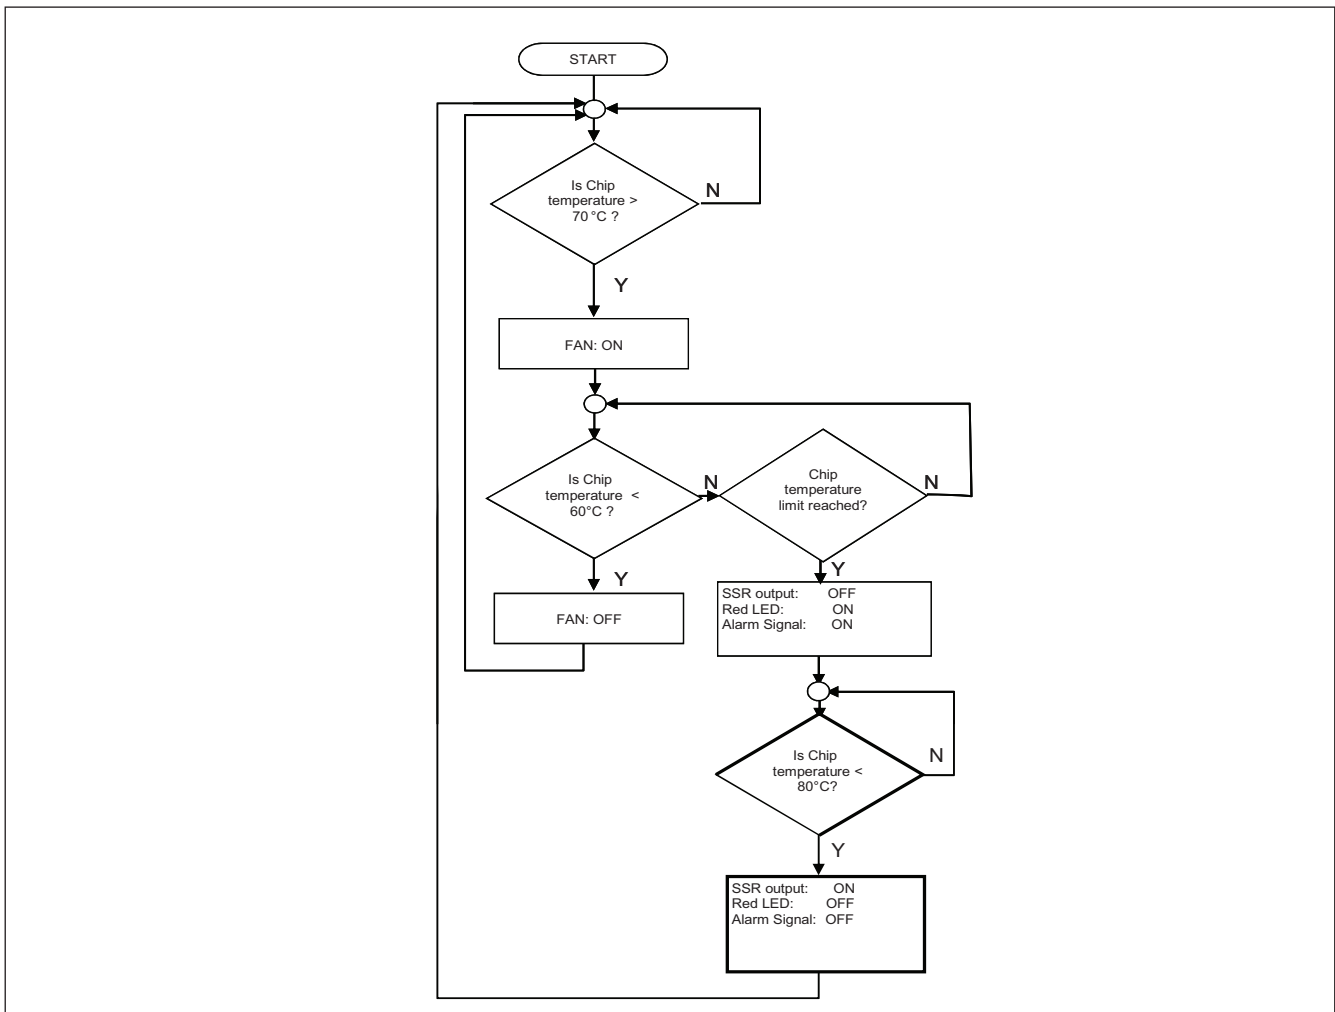 START
Is Chip
temperature >
70 °C ?
N
Y
FAN: ON
Is Chip
temperature <
60°C ?
N
Chip
temperature
limit reached?
N
Y
Y
FAN: OFF
SSR output: OFF
Red LED: ON
Alarm Signal: ON
Is Chip
temperature <
80°C?
N
Y
SSR output: ON
Red LED: OFF
Alarm Signal: OFF